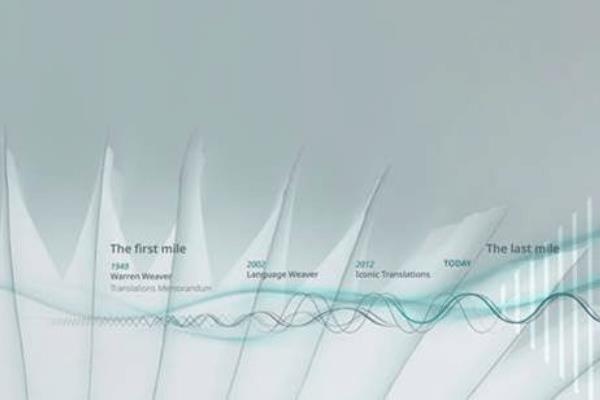 The first mile
1949
Warren Weaver
Translations Memorandum
2002
Language Weaver
2012
Iconic Translations
TODAY
The last mile